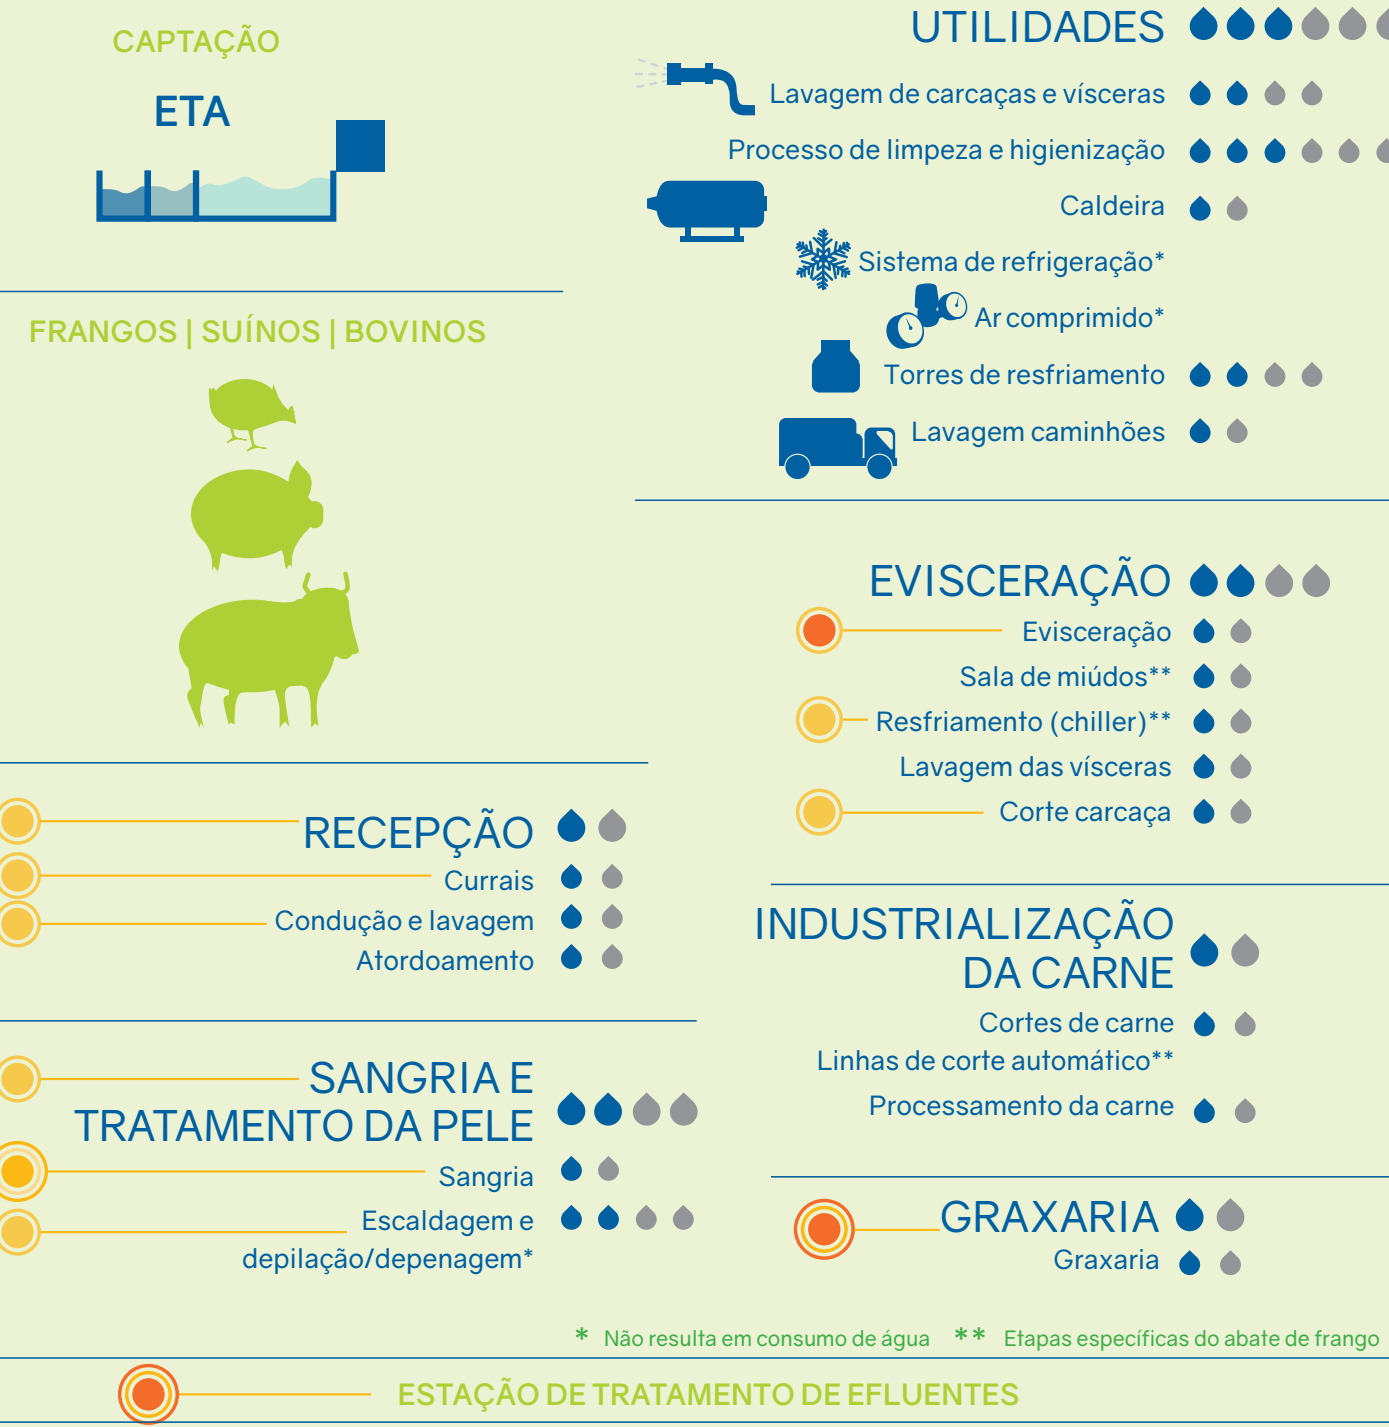 CAPTAÇÃO
ETA
FRANGOS | SUÍNOS | BOVINOS
RECEPÇÃO
Currais
Condução e lavagem
Atordoamento
SANGRIA E
TRATAMENTO DA PELE
Sangria
Escaldagem e
depilação/depenagem*
UTILIDADES
Lavagem de carcaças e vísceras
Processo de limpeza e higienização
Caldeira
Sistema de refrigeração*
Ar comprimido*
Torres de resfriamento
Lavagem caminhões
EVISCERAÇÃO
Evisceração
Sala de miúdos**
Resfriamento (chiller)**
Lavagem das vísceras
Corte carcaça
INDUSTRIALIZAÇÃO
DA CARNE
Cortes de carne
Linhas de corte automático**
Processamento da carne
GRAXARIA
Graxaria
* Não resulta em consumo de água ** Etapas específicas do abate de frango
ESTAÇÃO DE TRATAMENTO DE EFLUENTES